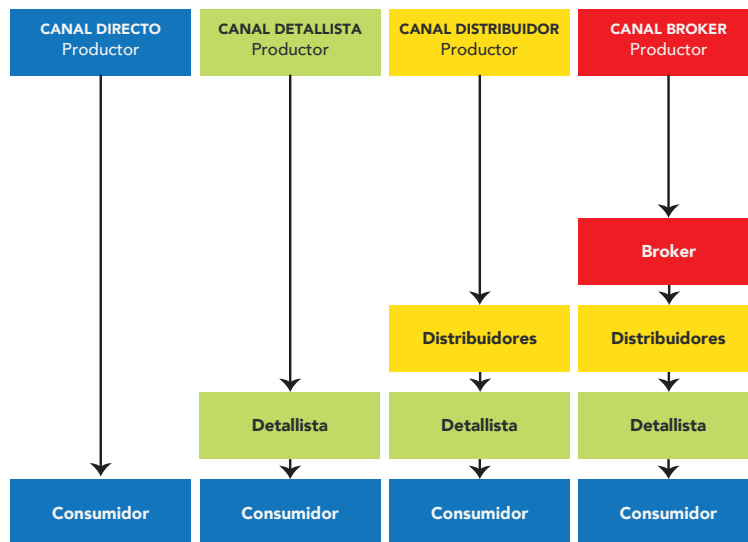 CANAL DIRECTO
Productor
CANAL DETALLISTA
Productor
CANAL DISTRIBUIDOR
Productor
CANAL BROKER
Productor
Broker
Distribuidores
Distribuidores
Detallista
Detallista
Detallista
Consumidor
Consumidor
Consumidor
Consumidor